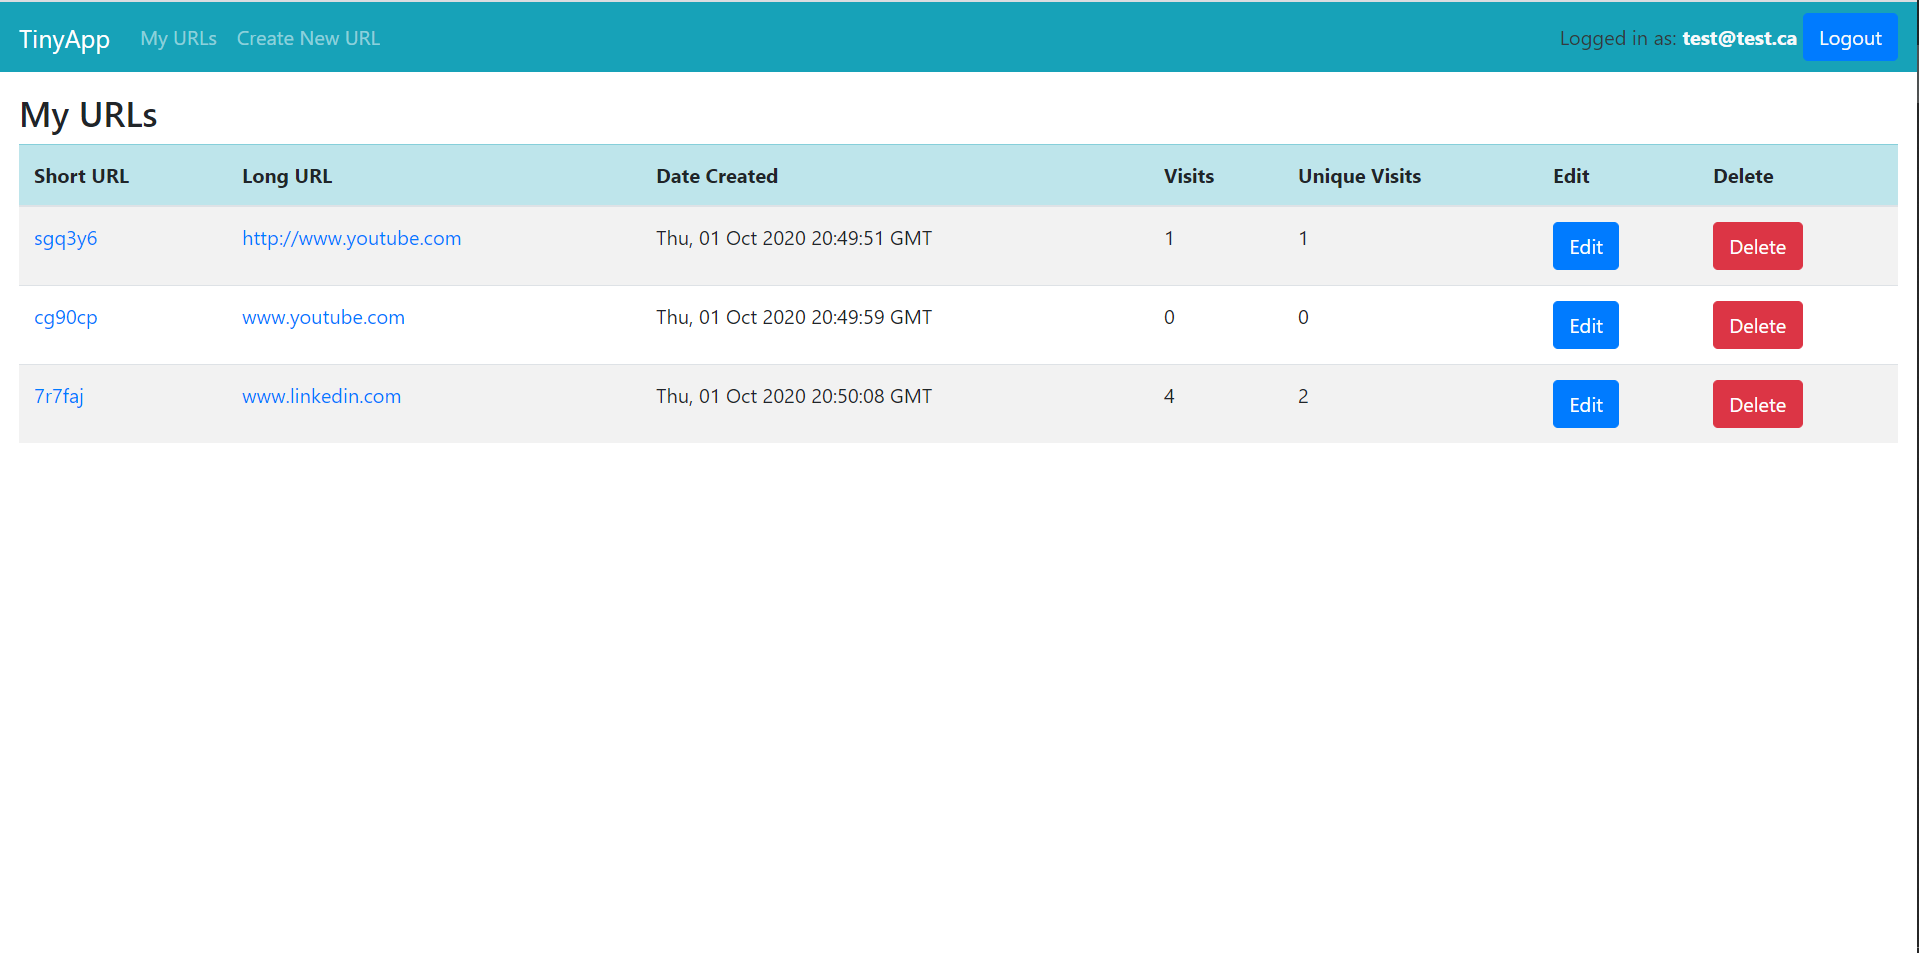 TinyApp My URLs Create New URL Logged in as: test@test.ca Logout
My URLs
Short URL Long URL Date Created Visits Unique Visits Edit Delete
sgq3y6 http://www.youtube.com Thu, 01 Oct 2020 20:49:51 GMT 1 1 Edit Delete
cg90cp www.youtube.com Thu, 01 Oct 2020 20:49:59 GMT 0 0 Edit Delete
7r7faj www.linkedin.com Thu, 01 Oct 2020 20:50:08 GMT 4 2 Edit Delete